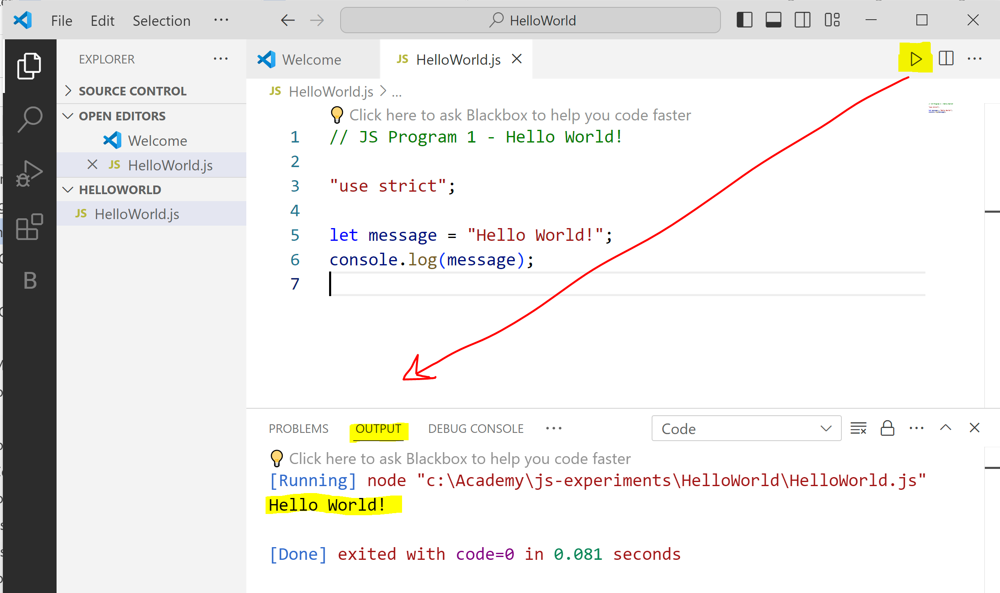 File Edit Selection ··· HelloWorld
EXPLORER ···
SOURCE CONTROL
OPEN EDITORS
Welcome
JS HelloWorld.js
HELLOWORLD
JS HelloWorld.js
B
Welcome JS HelloWorld.js
JS HelloWorld.js > ...
Click here to ask Blackbox to help you code faster
1 // JS Program 1 - Hello World!
2
3 "use strict";
4
5 let message = "Hello World!";
6 console.log(message);
7
PROBLEMS OUTPUT DEBUG CONSOLE ··· Code
Click here to ask Blackbox to help you code faster
[Running] node "c:\Academy\js-experiments\HelloWorld\HelloWorld.js"
Hello World!
[Done] exited with code=0 in 0.081 seconds